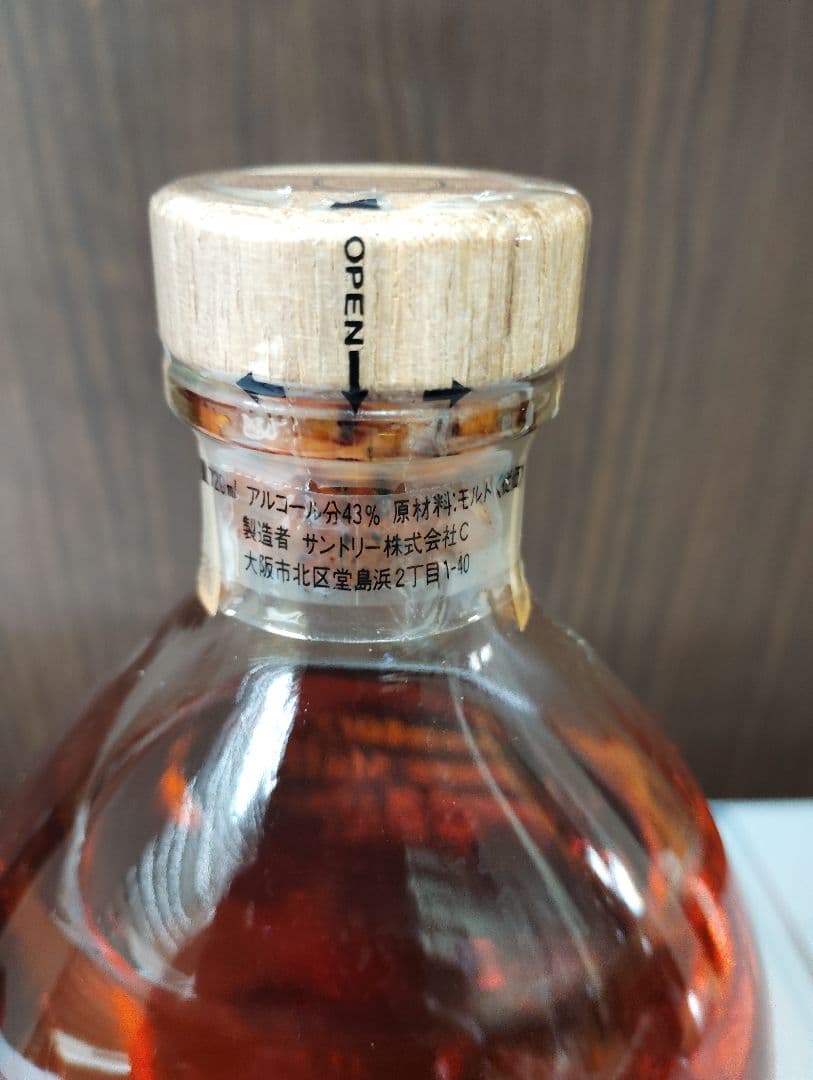 OPEN
720ml アルコール分43% 原材料:モルト
製造者 サントリー株式会社C
大阪市北区堂島浜2丁目1-40